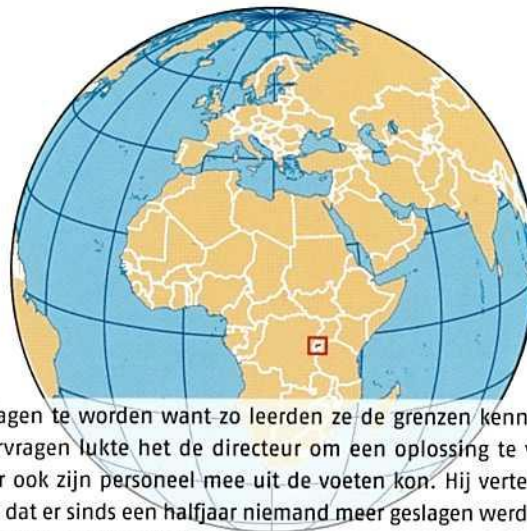 agen te worden want zo leerden ze de grenzen kenn
rvragen lukte het de directeur om een oplossing te v
r ook zijn personeel mee uit de voeten kon. Hij verte
dat er sinds een halfjaar niemand meer geslagen werd